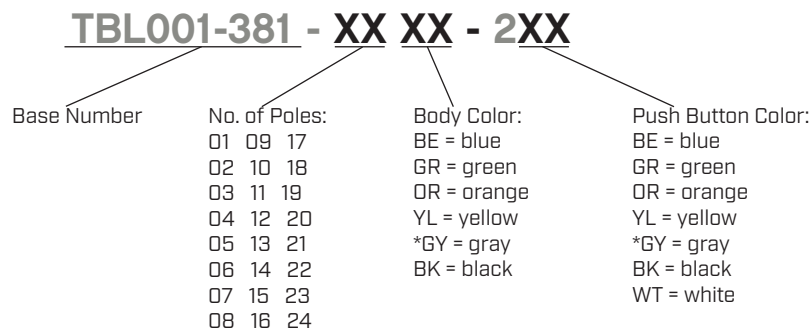 TBL001-381 - XX XX - 2XX
Base Number
No. of Poles:
01 09 17
02 10 18
03 11 19
04 12 20
05 13 21
06 14 22
07 15 23
08 16 24
Body Color:
BE = blue
GR = green
OR = orange
YL = yellow
*GY = gray
BK = black
Push Button Color:
BE = blue
GR = green
OR = orange
YL = yellow
*GY = gray
BK = black
WT = white